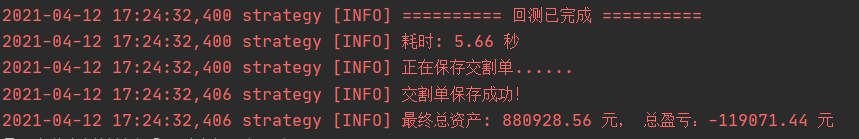 2021-04-12 17:24:32,400 strategy [INFO] ========== 回测已完成 ==========
2021-04-12 17:24:32,400 strategy [INFO] 耗时: 5.66 秒
2021-04-12 17:24:32,400 strategy [INFO] 正在保存交割单......
2021-04-12 17:24:32,406 strategy [INFO] 交割单保存成功!
2021-04-12 17:24:32,406 strategy [INFO] 最终总资产: 880928.56 元, 总盈亏：-119071.44 元